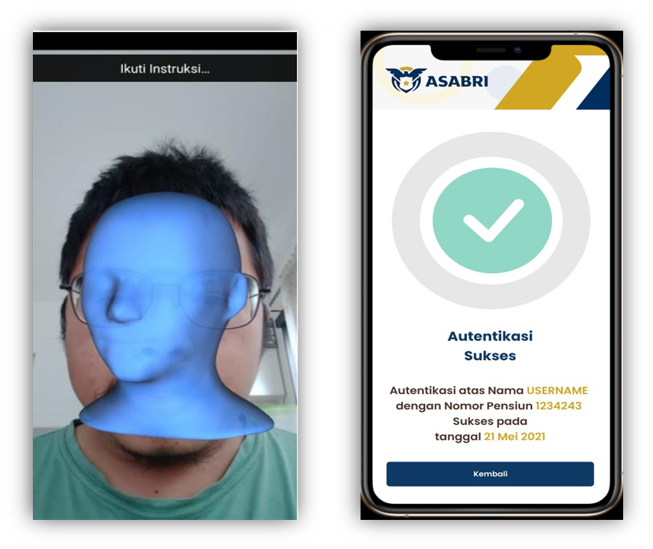 Ikuti Instruksi...
ASABRI
Autentikasi
Sukses
Autentikasi atas Nama USERNAME
dengan Nomor Pensiun 1234243
Sukses pada
tanggal 21 Mei 2021
Kembali